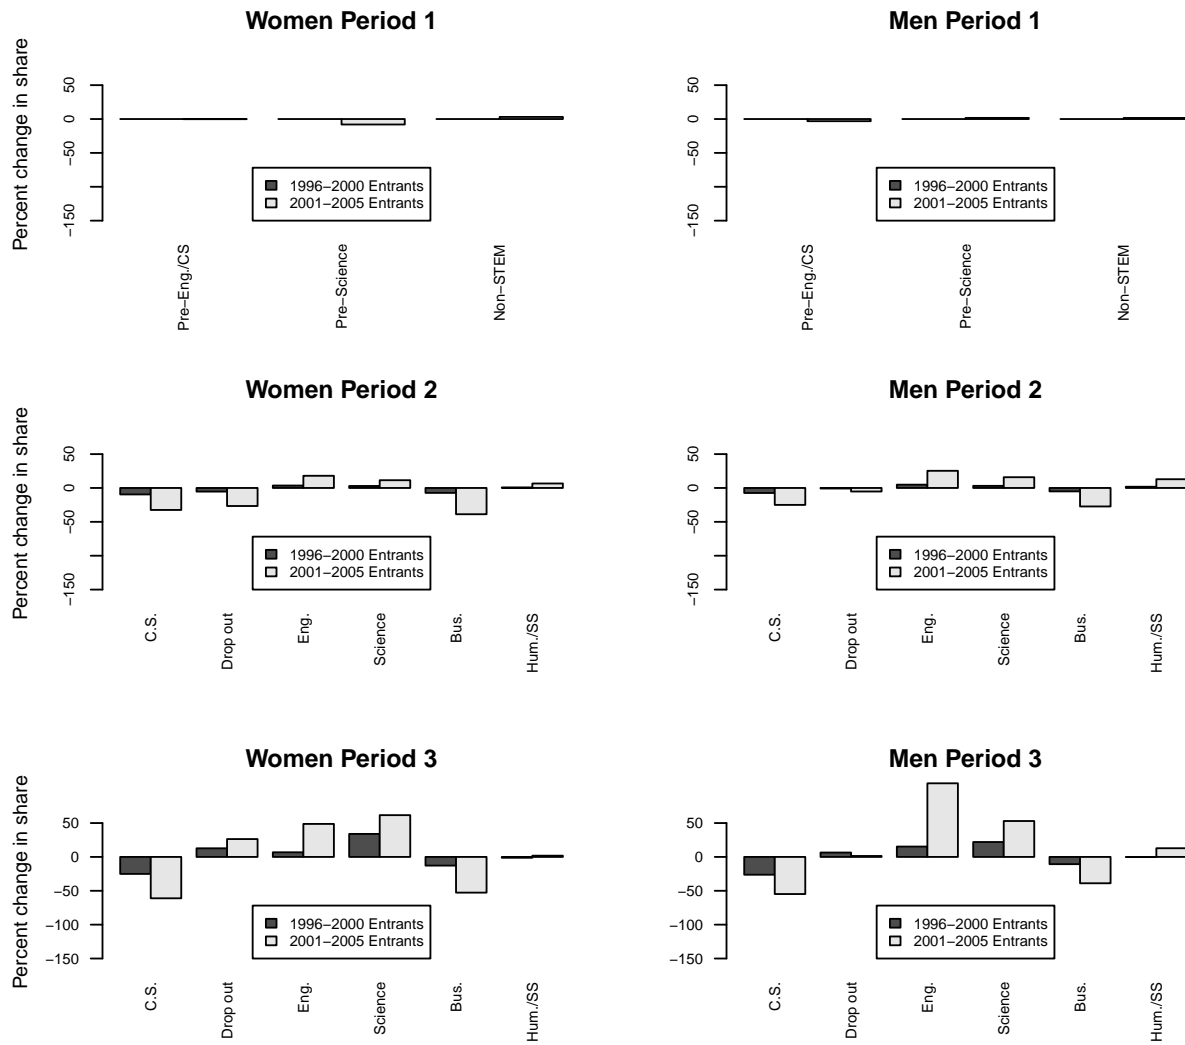 Women Period 1
Percent change in share
50
0
−50
−150
1996−2000 Entrants
2001−2005 Entrants
Pre−Eng./CS
Pre−Science
Non−STEM
Men Period 1
50
0
−50
−150
1996−2000 Entrants
2001−2005 Entrants
Pre−Eng./CS
Pre−Science
Non−STEM
Women Period 2
Percent change in share
50
0
−50
−150
1996−2000 Entrants
2001−2005 Entrants
C.S.
Drop out
Eng.
Science
Bus.
Hum./SS
Men Period 2
50
0
−50
−150
1996−2000 Entrants
2001−2005 Entrants
C.S.
Drop out
Eng.
Science
Bus.
Hum./SS
Women Period 3
Percent change in share
50
0
−50
−100
−150
1996−2000 Entrants
2001−2005 Entrants
C.S.
Drop out
Eng.
Science
Bus.
Hum./SS
Men Period 3
50
0
−50
−100
−150
1996−2000 Entrants
2001−2005 Entrants
C.S.
Drop out
Eng.
Science
Bus.
Hum./SS